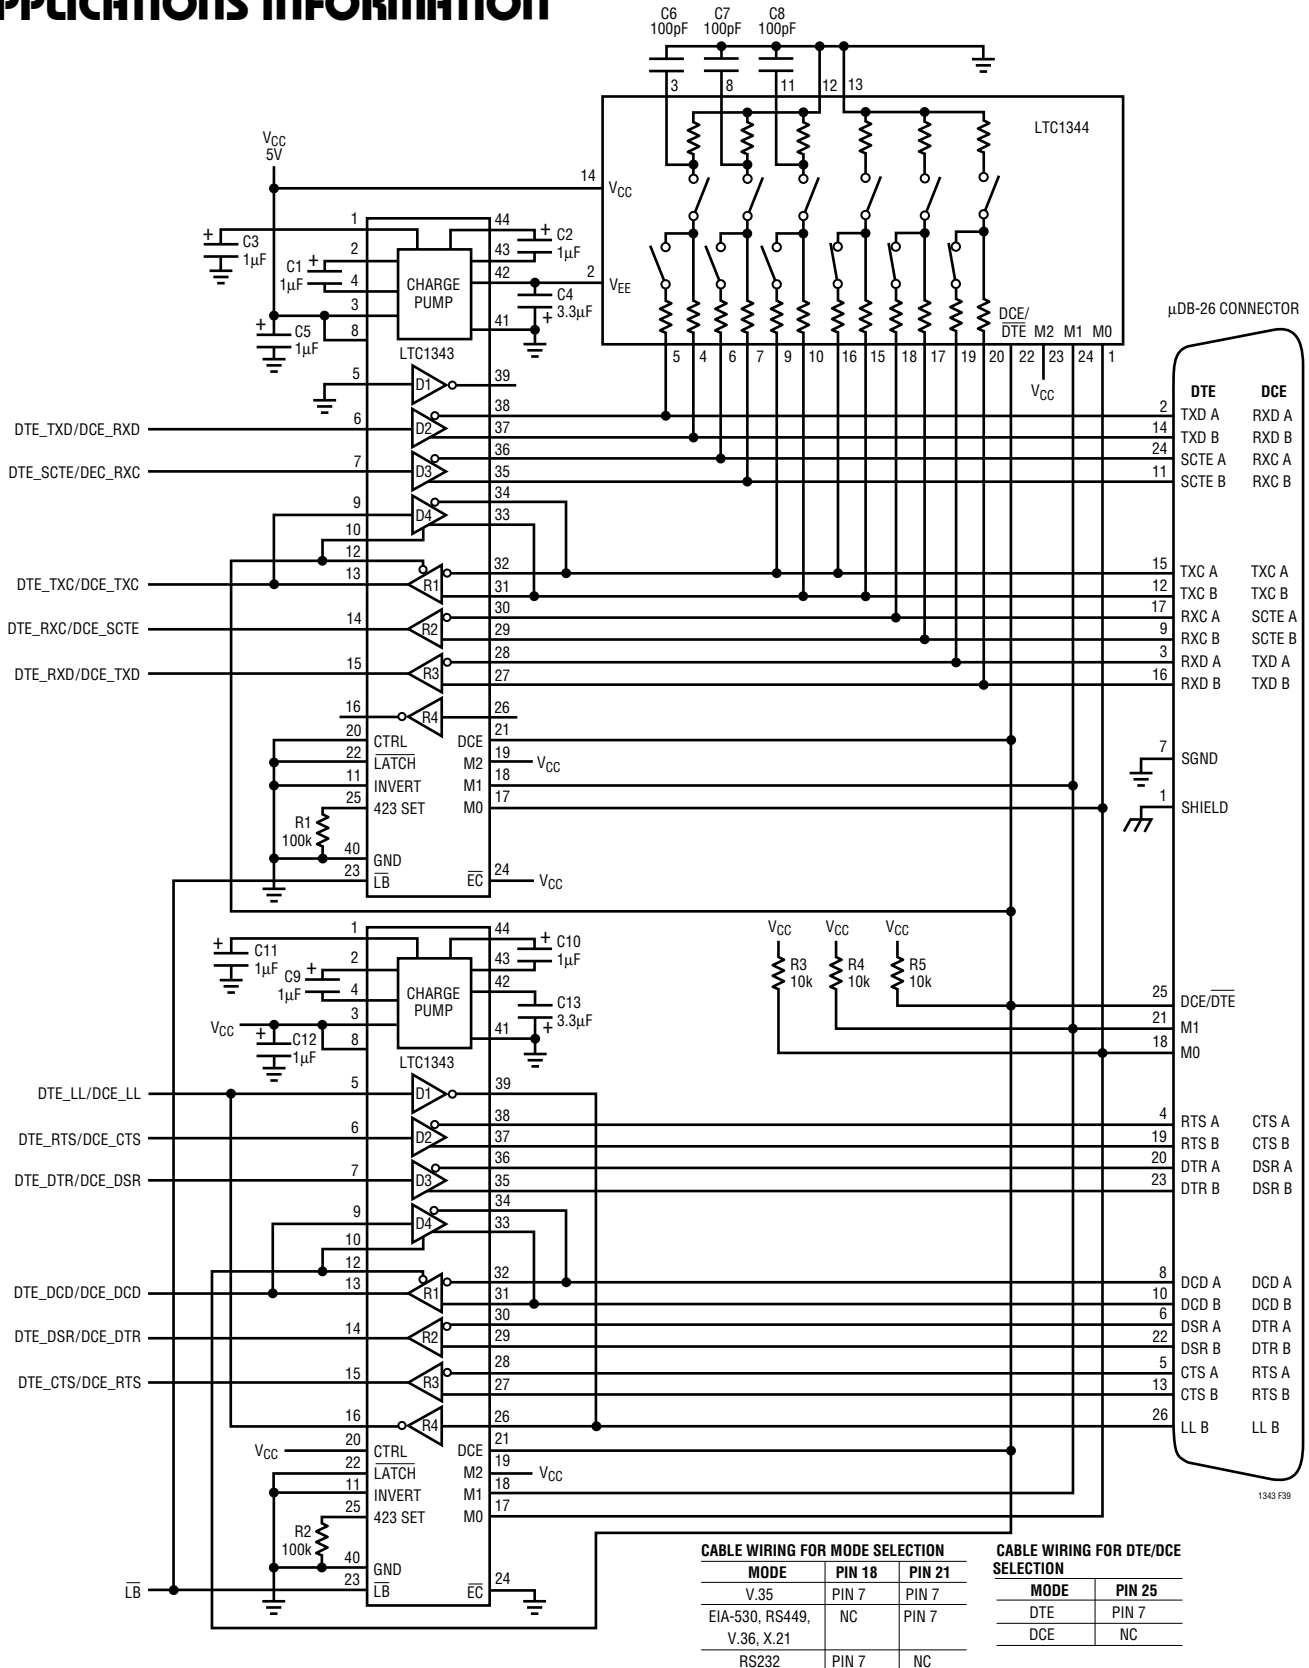 APPLICATIONS INFORMATION
C6 C7 C8
100pF 100pF 100pF
3 8 11 12 13
LTC1344
VCC
5V
14 VCC
1 44
C3
1µF
C2
1µF
2 43
C1
1µF
4 42
CHARGE
PUMP
2 VEE
C4
3.3µF
3 41
8
C5
1µF
LTC1343
DCE/
DTE M2 M1 M0
5 4 6 7 9 10 16 15 18 17 19 20 22 23 24 1
VCC
µDB-26 CONNECTOR
DTE DCE
5 D1 39
DTE_TXD/DCE_RXD 6 D2 38 2 TXD A RXD A
37 14 TXD B RXD B
DTE_SCTE/DEC_RXC 7 D3 36 24 SCTE A RXC A
35 11 SCTE B RXC B
9 D4 34
33
10
12
DTE_TXC/DCE_TXC 13 R1 32 15 TXC A TXC A
31 12 TXC B TXC B
DTE_RXC/DCE_SCTE 14 R2 30 17 RXC A SCTE A
29 9 RXC B SCTE B
DTE_RXD/DCE_TXD 15 R3 28 3 RXD A TXD A
27 16 RXD B TXD B
16 R4 26
20 CTRL DCE 21
22 LATCH M2 19 VCC
11 INVERT M1 18
25 423 SET M0 17
R1
100k
40 GND
23 LB EC 24 VCC
7 SGND
1 SHIELD
VCC VCC VCC
R3
10k
R4
10k
R5
10k
25 DCE/DTE
21 M1
18 M0
1 44
C11
1µF
C10
1µF
2 43
C9
1µF
4 42
CHARGE
PUMP
C13
3.3µF
VCC 3 41
8
C12
1µF
LTC1343
DTE_LL/DCE_LL 5 D1 39
DTE_RTS/DCE_CTS 6 D2 38 4 RTS A CTS A
37 19 RTS B CTS B
DTE_DTR/DCE_DSR 7 D3 36 20 DTR A DSR A
35 23 DTR B DSR B
9 D4 34
33
10
12
DTE_DCD/DCE_DCD 13 R1 32 8 DCD A DCD A
31 10 DCD B DCD B
DTE_DSR/DCE_DTR 14 R2 30 6 DSR A DTR A
29 22 DSR B DTR B
DTE_CTS/DCE_RTS 15 R3 28 5 CTS A RTS A
27 13 CTS B RTS B
16 R4 26 26 LL B LL B
VCC 20 CTRL DCE 21
22 LATCH M2 19 VCC
11 INVERT M1 18
25 423 SET M0 17
R2
100k
40 GND
LB 23 LB EC 24
1343 F39
CABLE WIRING FOR MODE SELECTION
MODE PIN 18 PIN 21
V.35 PIN 7 PIN 7
EIA-530, RS449, NC PIN 7
V.36, X.21
RS232 PIN 7 NC
CABLE WIRING FOR DTE/DCE
SELECTION
MODE PIN 25
DTE PIN 7
DCE NC